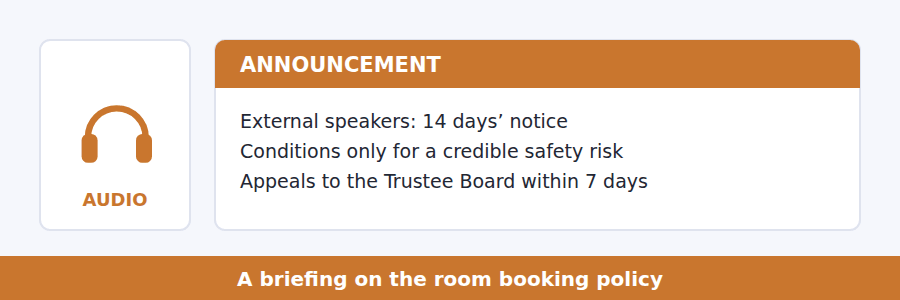 AUDIO
ANNOUNCEMENT
External speakers: 14 days’ notice
Conditions only for a credible safety risk
Appeals to the Trustee Board within 7 days
A briefing on the room booking policy